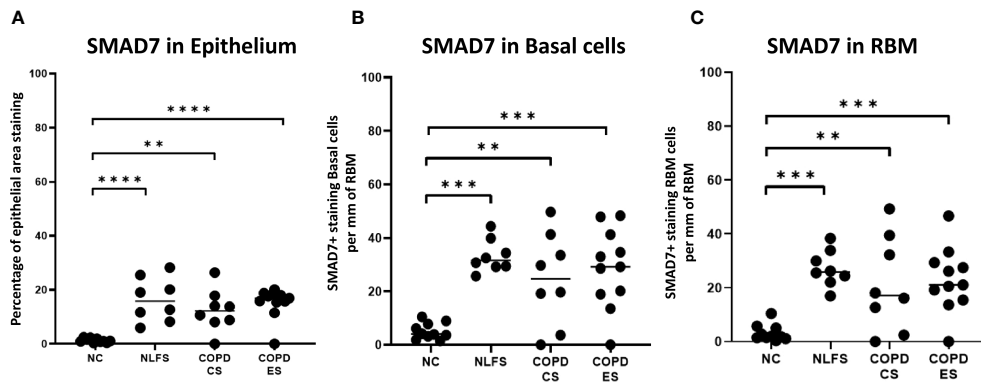 A
SMAD7 in Epithelium
Percentage of epithelial area staining
100
80
60
40
20
0
****
**
****
NC
NLFS
COPD
CS
COPD
ES
B
SMAD7 in Basal cells
SMAD7+ staining Basal cells
per mm of RBM
100
80
60
40
20
0
***
**
***
NC
NLFS
COPD
CS
COPD
ES
C
SMAD7 in RBM
SMAD7+ staining RBM cells
per mm of RBM
100
80
60
40
20
0
***
**
***
NC
NLFS
COPD
CS
COPD
ES